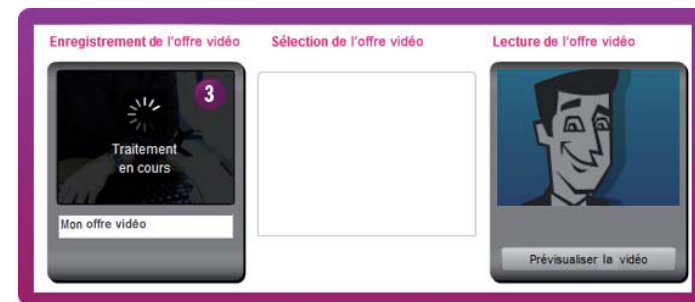 Enregistrement de l'offre vidéo
Sélection de l'offre vidéo
Lecture de l'offre vidéo
3
Traitement
en cours
Mon offre vidéo
Prévisualiser la vidéo